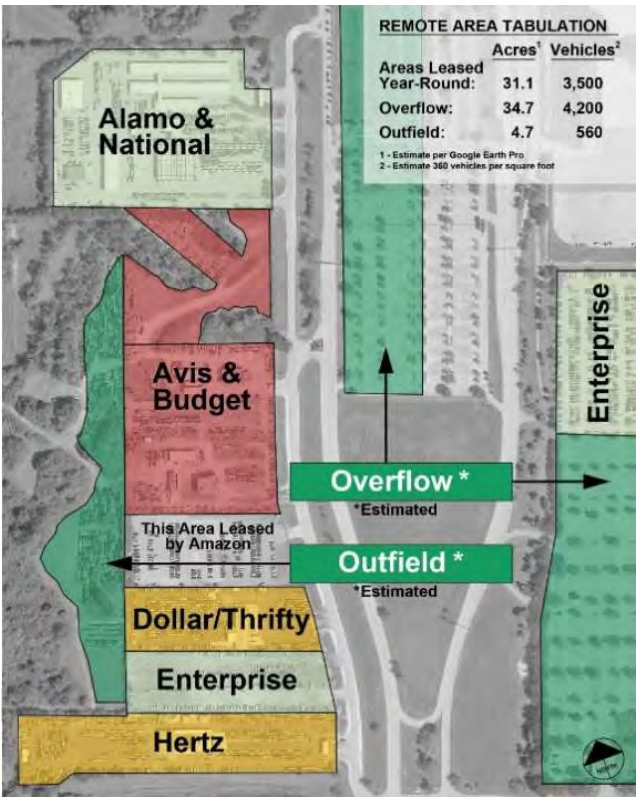 REMOTE AREA TABULATION
Acres¹ Vehicles²
Areas Leased
Year-Round: 31.1 3,500
Overflow: 34.7 4,200
Outfield: 4.7 560
1 - Estimate per Google Earth Pro
2 - Estimate 360 vehicles per square foot
Alamo &
National
Enterprise
Avis &
Budget
Overflow *
*Estimated
This Area Leased
by Amazon
Outfield *
*Estimated
Dollar/Thrifty
Enterprise
Hertz
NORTH